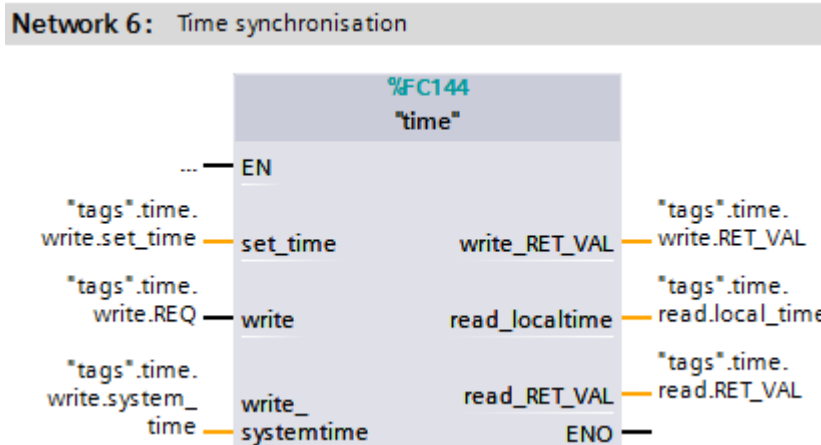 Network 6: Time synchronisation
%FC144
"time"
... EN
"tags".time.
write.set_time set_time
write_RET_VAL
"tags".time.
write.RET_VAL
"tags".time.
write.REQ write
read_localtime
"tags".time.
read.local_time
"tags".time.
write.system_
time
write_
systemtime
read_RET_VAL
"tags".time.
read.RET_VAL
ENO